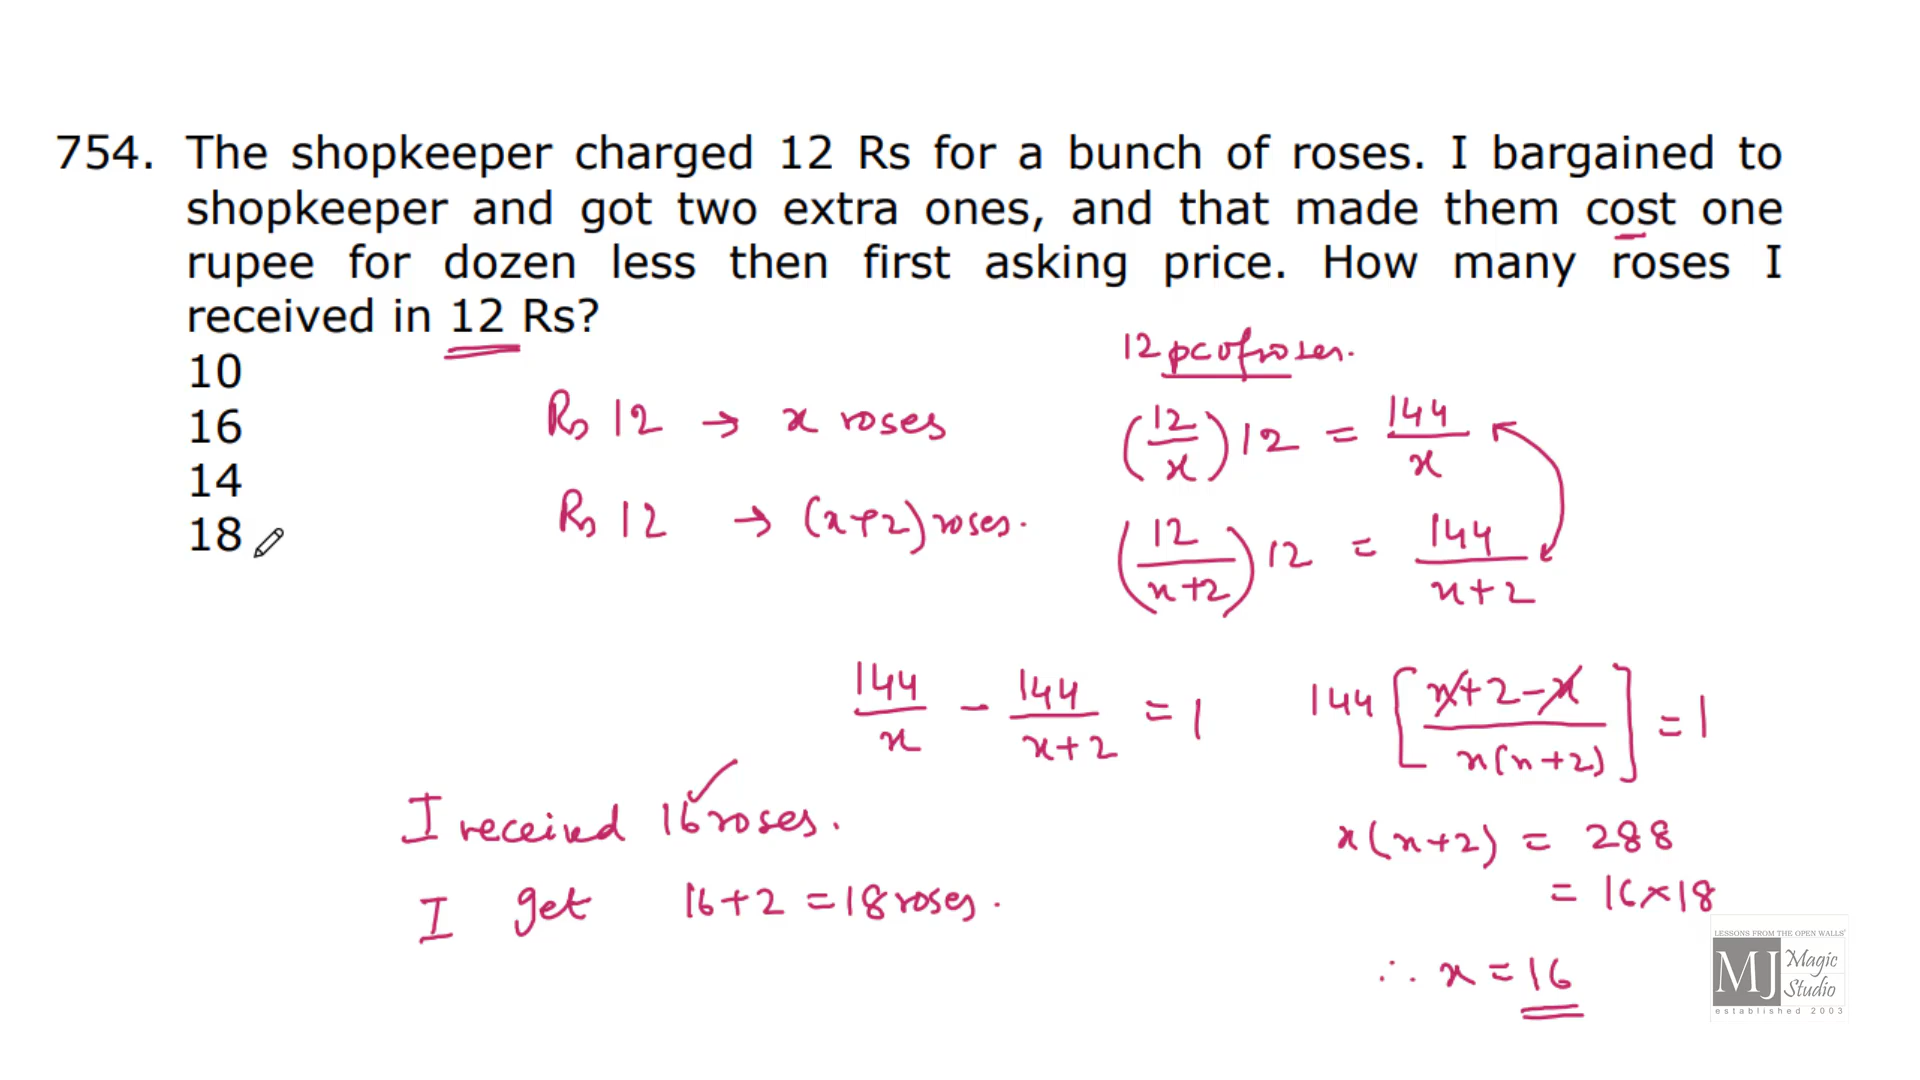 754. The shopkeeper charged 12 Rs for a bunch of roses. I bargained to
shopkeeper and got two extra ones, and that made them cost one
rupee for dozen less then first asking price. How many roses I
received in 12 Rs?
10
16
14
18
12 pc of roses.
Rs 12 → x roses
(12/x) 12 = 144/x
Rs 12 → (x+2) roses.
(12/x+2) 12 = 144/x+2
144/x - 144/x+2 = 1
144 [x+2-x / x(x+2)] = 1
I received 16 roses.
x(x+2) = 288
= 16×18
I get 16+2 = 18 roses.
∴ x = 16
LESSONS FROM THE OPEN WALLS
MJ Magic
Studio
established 2003